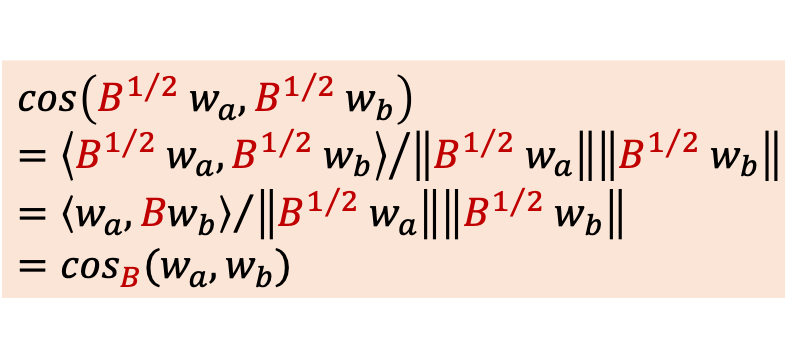 cos(B^{1/2} w_a, B^{1/2} w_b)
= ⟨B^{1/2} w_a, B^{1/2} w_b⟩/‖B^{1/2} w_a‖‖B^{1/2} w_b‖
= ⟨w_a, Bw_b⟩/‖B^{1/2} w_a‖‖B^{1/2} w_b‖
= cos_B(w_a, w_b)